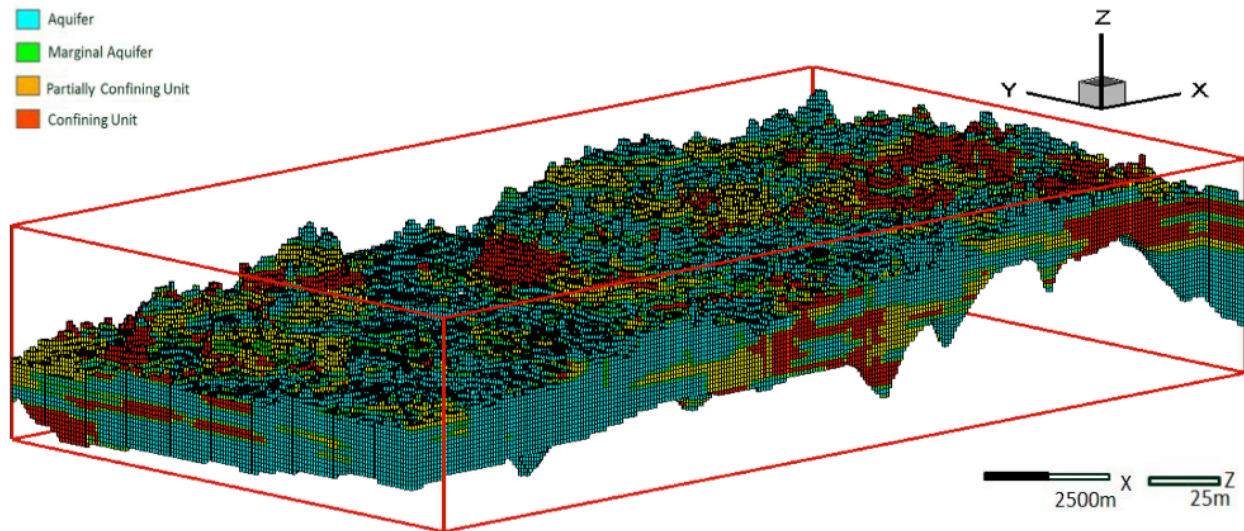 Aquifer
Marginal Aquifer
Partially Confining Unit
Confining Unit
Z
Y
X
X
Z
2500m
25m